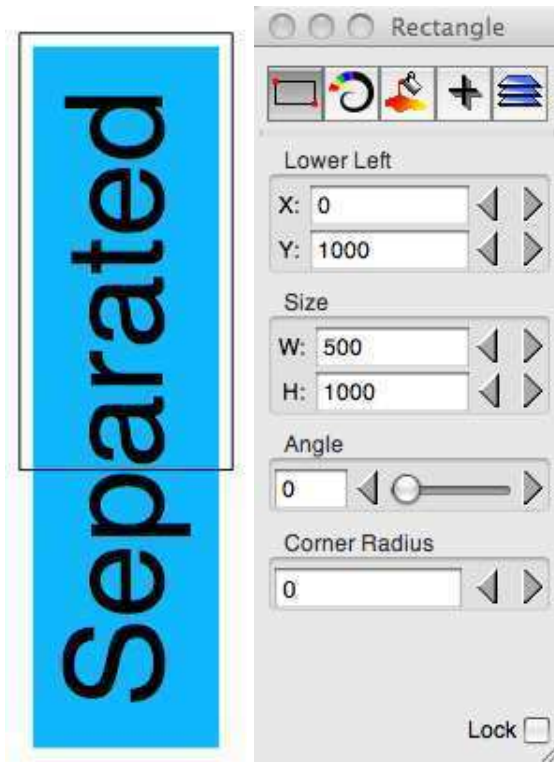 Separated
Rectangle
Lower Left
X: 0
Y: 1000
Size
W: 500
H: 1000
Angle
0
Corner Radius
0
Lock